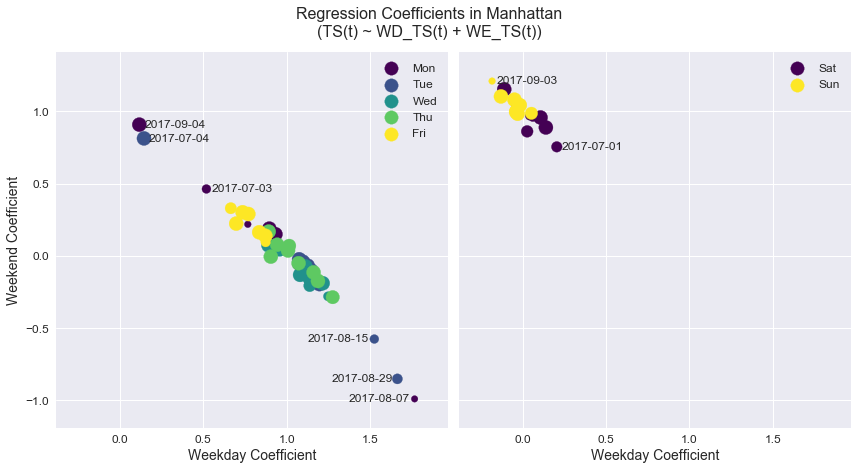 Regression Coefficients in Manhattan
(TS(t) ~ WD_TS(t) + WE_TS(t))
Mon
Tue
Wed
Thu
Fri
2017-09-04
2017-07-04
2017-07-03
2017-08-15
2017-08-29
2017-08-07
1.0
0.5
0.0
−0.5
−1.0
Weekend Coefficient
0.0 0.5 1.0 1.5
Weekday Coefficient
Sat
Sun
2017-09-03
2017-07-01
0.0 0.5 1.0 1.5
Weekday Coefficient